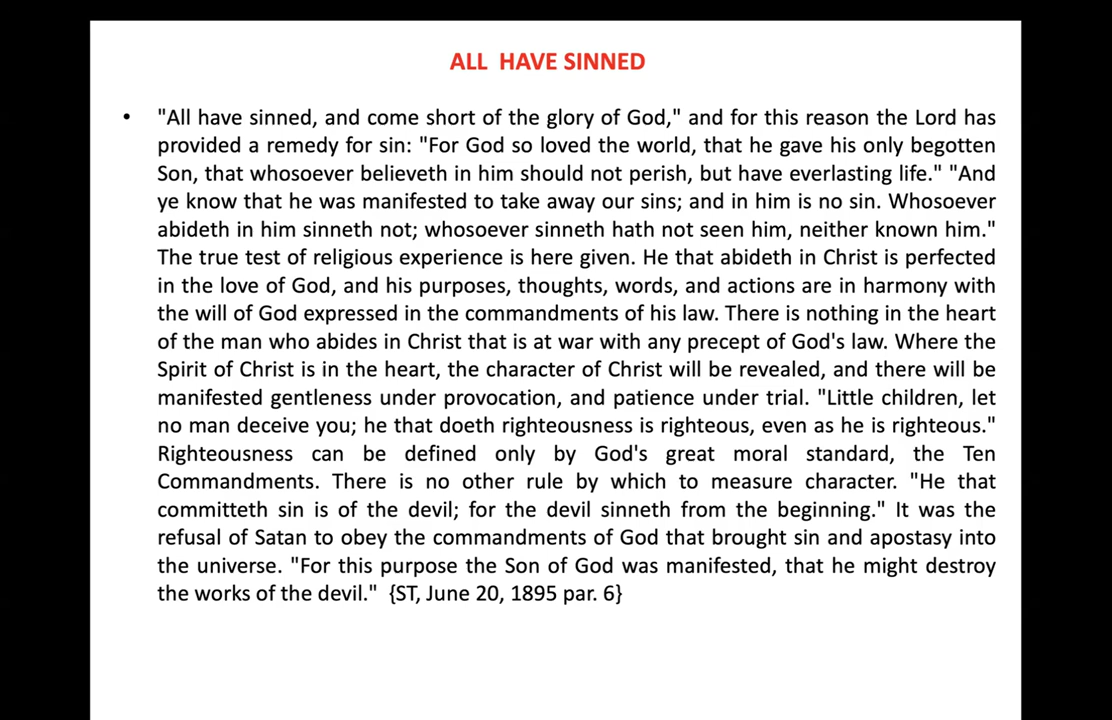 ALL HAVE SINNED
• "All have sinned, and come short of the glory of God," and for this reason the Lord has
provided a remedy for sin: "For God so loved the world, that he gave his only begotten
Son, that whosoever believeth in him should not perish, but have everlasting life." "And
ye know that he was manifested to take away our sins; and in him is no sin. Whosoever
abideth in him sinneth not; whosoever sinneth hath not seen him, neither known him."
The true test of religious experience is here given. He that abideth in Christ is perfected
in the love of God, and his purposes, thoughts, words, and actions are in harmony with
the will of God expressed in the commandments of his law. There is nothing in the heart
of the man who abides in Christ that is at war with any precept of God's law. Where the
Spirit of Christ is in the heart, the character of Christ will be revealed, and there will be
manifested gentleness under provocation, and patience under trial. "Little children, let
no man deceive you; he that doeth righteousness is righteous, even as he is righteous."
Righteousness can be defined only by God's great moral standard, the Ten
Commandments. There is no other rule by which to measure character. "He that
committeth sin is of the devil; for the devil sinneth from the beginning." It was the
refusal of Satan to obey the commandments of God that brought sin and apostasy into
the universe. "For this purpose the Son of God was manifested, that he might destroy
the works of the devil." {ST, June 20, 1895 par. 6}